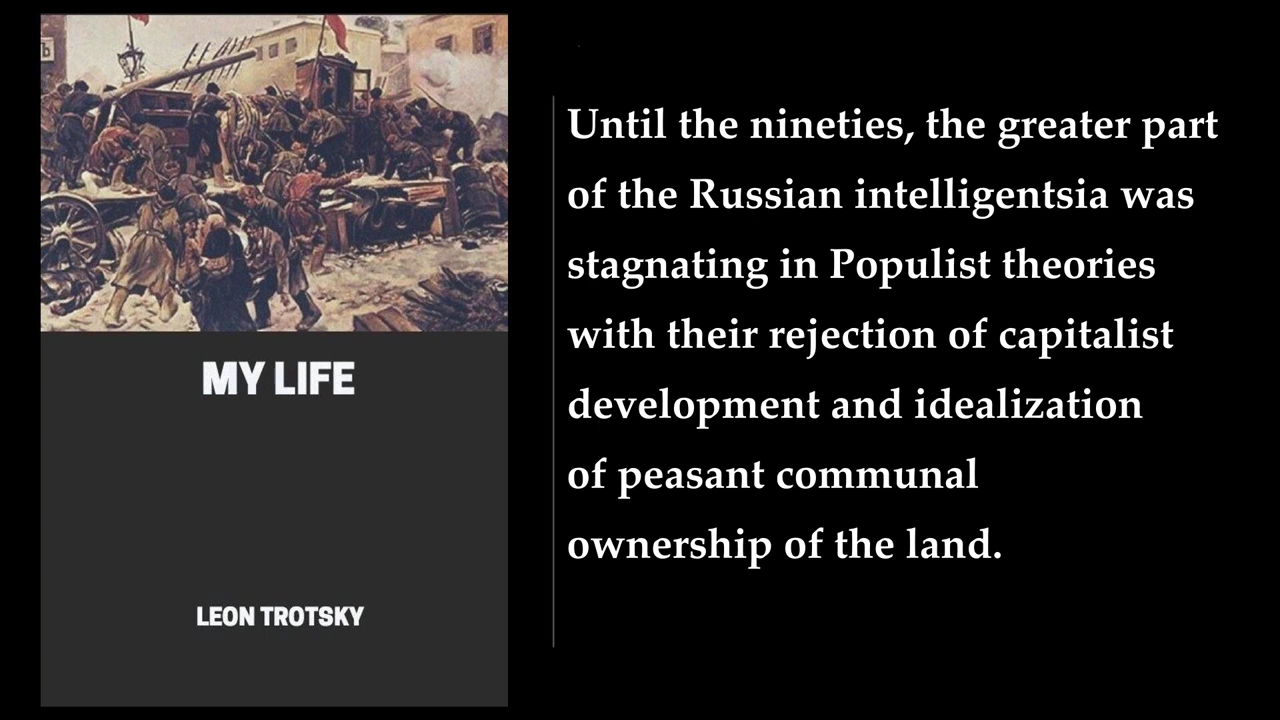 MY LIFE
LEON TROTSKY
Until the nineties, the greater part
of the Russian intelligentsia was
stagnating in Populist theories
with their rejection of capitalist
development and idealization
of peasant communal
ownership of the land.